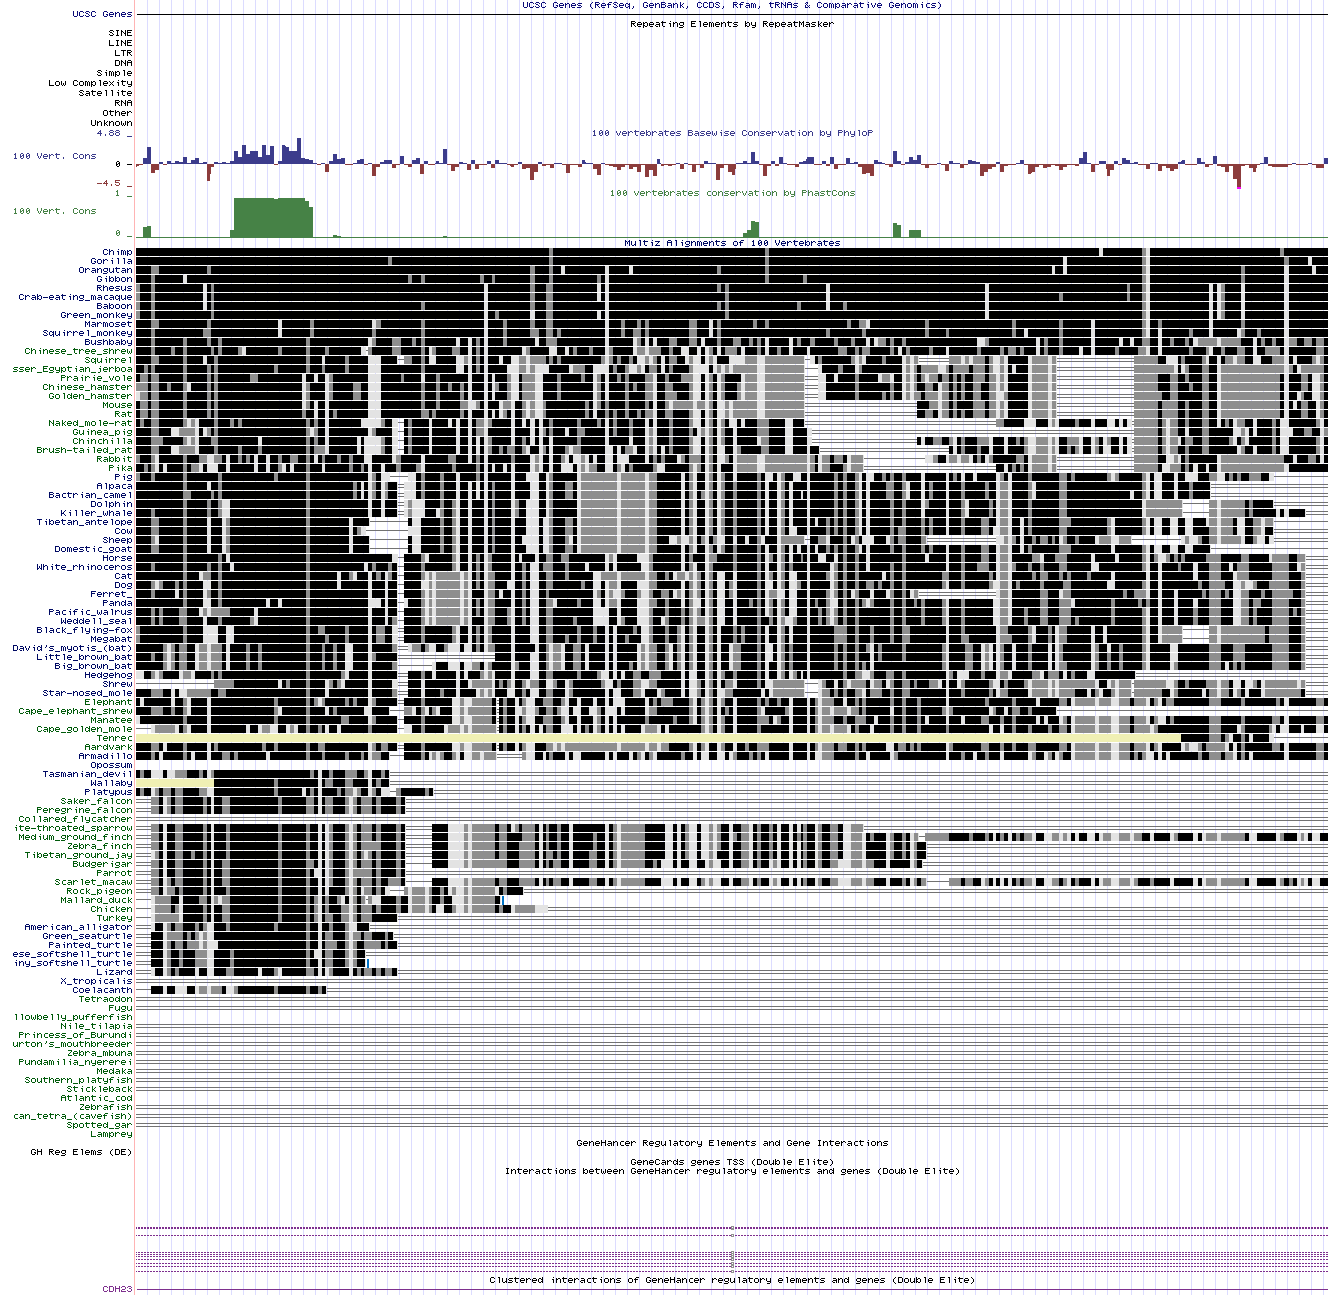 UCSC Genes (RefSeq, GenBank, CCDS, Rfam, tRNAs & Comparative Genomics)
UCSC Genes
Repeating Elements by RepeatMasker
SINE
LINE
LTR
DNA
Simple
Low Complexity
Satellite
RNA
Other
Unknown
4.88 _
100 vertebrates Basewise Conservation by PhyloP
100 Vert. Cons
0 _
-4.5 _
100 vertebrates conservation by PhastCons
1 _
100 Vert. Cons
0 _
Multiz Alignments of 100 Vertebrates
Chimp
Gorilla
Orangutan
Gibbon
Rhesus
Crab-eating_macaque
Baboon
Green_monkey
Marmoset
Squirrel_monkey
Bushbaby
Chinese_tree_shrew
Squirrel
sser_Egyptian_jerboa
Prairie_vole
Chinese_hamster
Golden_hamster
Mouse
Rat
Naked_mole-rat
Guinea_pig
Chinchilla
Brush-tailed_rat
Rabbit
Pika
Pig
Alpaca
Bactrian_camel
Dolphin
Killer_whale
Tibetan_antelope
Cow
Sheep
Domestic_goat
Horse
White_rhinoceros
Cat
Dog
Ferret_
Panda
Pacific_walrus
Weddell_seal
Black_flying-fox
Megabat
David's_myotis_(bat)
Little_brown_bat
Big_brown_bat
Hedgehog
Shrew
Star-nosed_mole
Elephant
Cape_elephant_shrew
Manatee
Cape_golden_mole
Tenrec
Aardvark
Armadillo
Opossum
Tasmanian_devil
Wallaby
Platypus
Saker_falcon
Peregrine_falcon
Collared_flycatcher
ite-throated_sparrow
Medium_ground_finch
Zebra_finch
Tibetan_ground_jay
Budgerigar
Parrot
Scarlet_macaw
Rock_pigeon
Mallard_duck
Chicken
Turkey
American_alligator
Green_seaturtle
Painted_turtle
ese_softshell_turtle
iny_softshell_turtle
Lizard
X_tropicalis
Coelacanth
Tetraodon
Fugu
llowbelly_pufferfish
Nile_tilapia
Princess_of_Burundi
urton's_mouthbreeder
Zebra_mbuna
Pundamilia_nyererei
Medaka
Southern_platyfish
Stickleback
Atlantic_cod
Zebrafish
can_tetra_(cavefish)
Spotted_gar
Lamprey
GeneHancer Regulatory Elements and Gene Interactions
GH Reg Elems (DE)
GeneCards genes TSS (Double Elite)
Interactions between GeneHancer regulatory elements and genes (Double Elite)
Clustered interactions of GeneHancer regulatory elements and genes (Double Elite)
CDH23